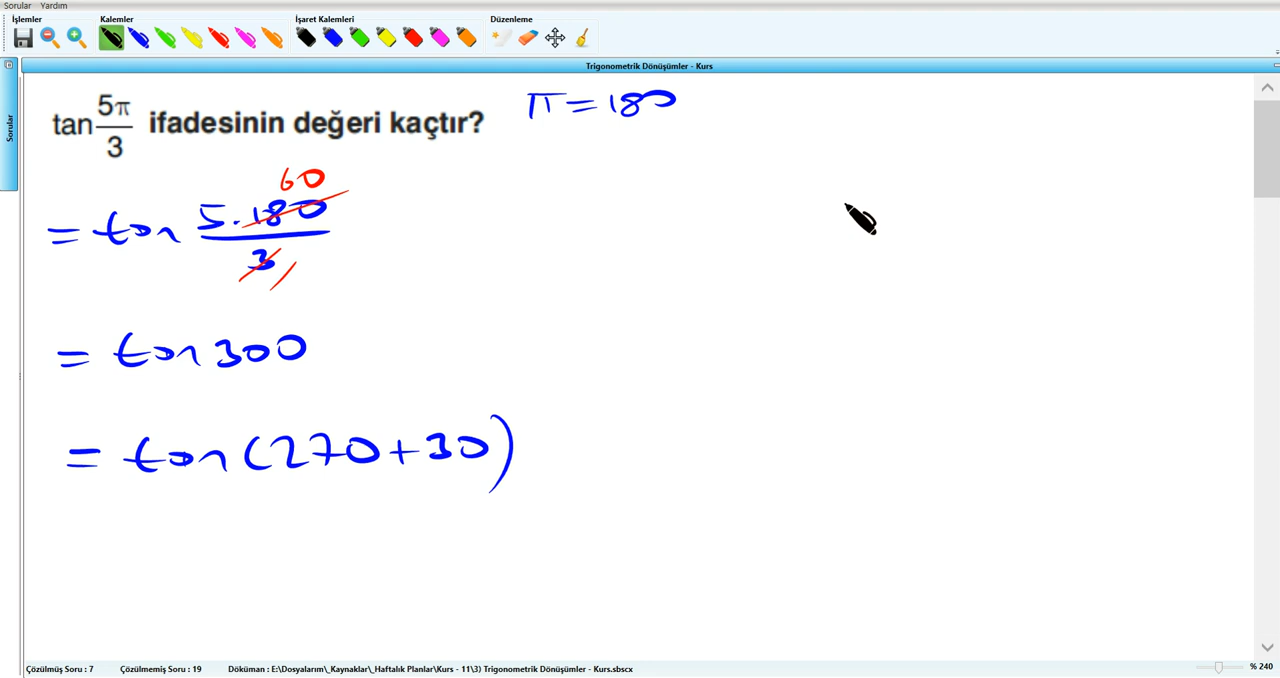 Sorular Yardım
İşlemler Kalemler İşaret Kalemleri Düzenleme
Trigonometrik Dönüşümler - Kurs
Sorular
tan 5π/3 ifadesinin değeri kaçtır?
π = 180
60
= tan 5.180/3
= tan 300
= tan(270+30)
Çözülmüş Soru : 7 Çözülmemiş Soru : 19 Döküman : E:\Dosyalarım\_Kaynaklar\_Haftalık Planlar\Kurs - 11\3) Trigonometrik Dönüşümler - Kurs.sbscx % 240